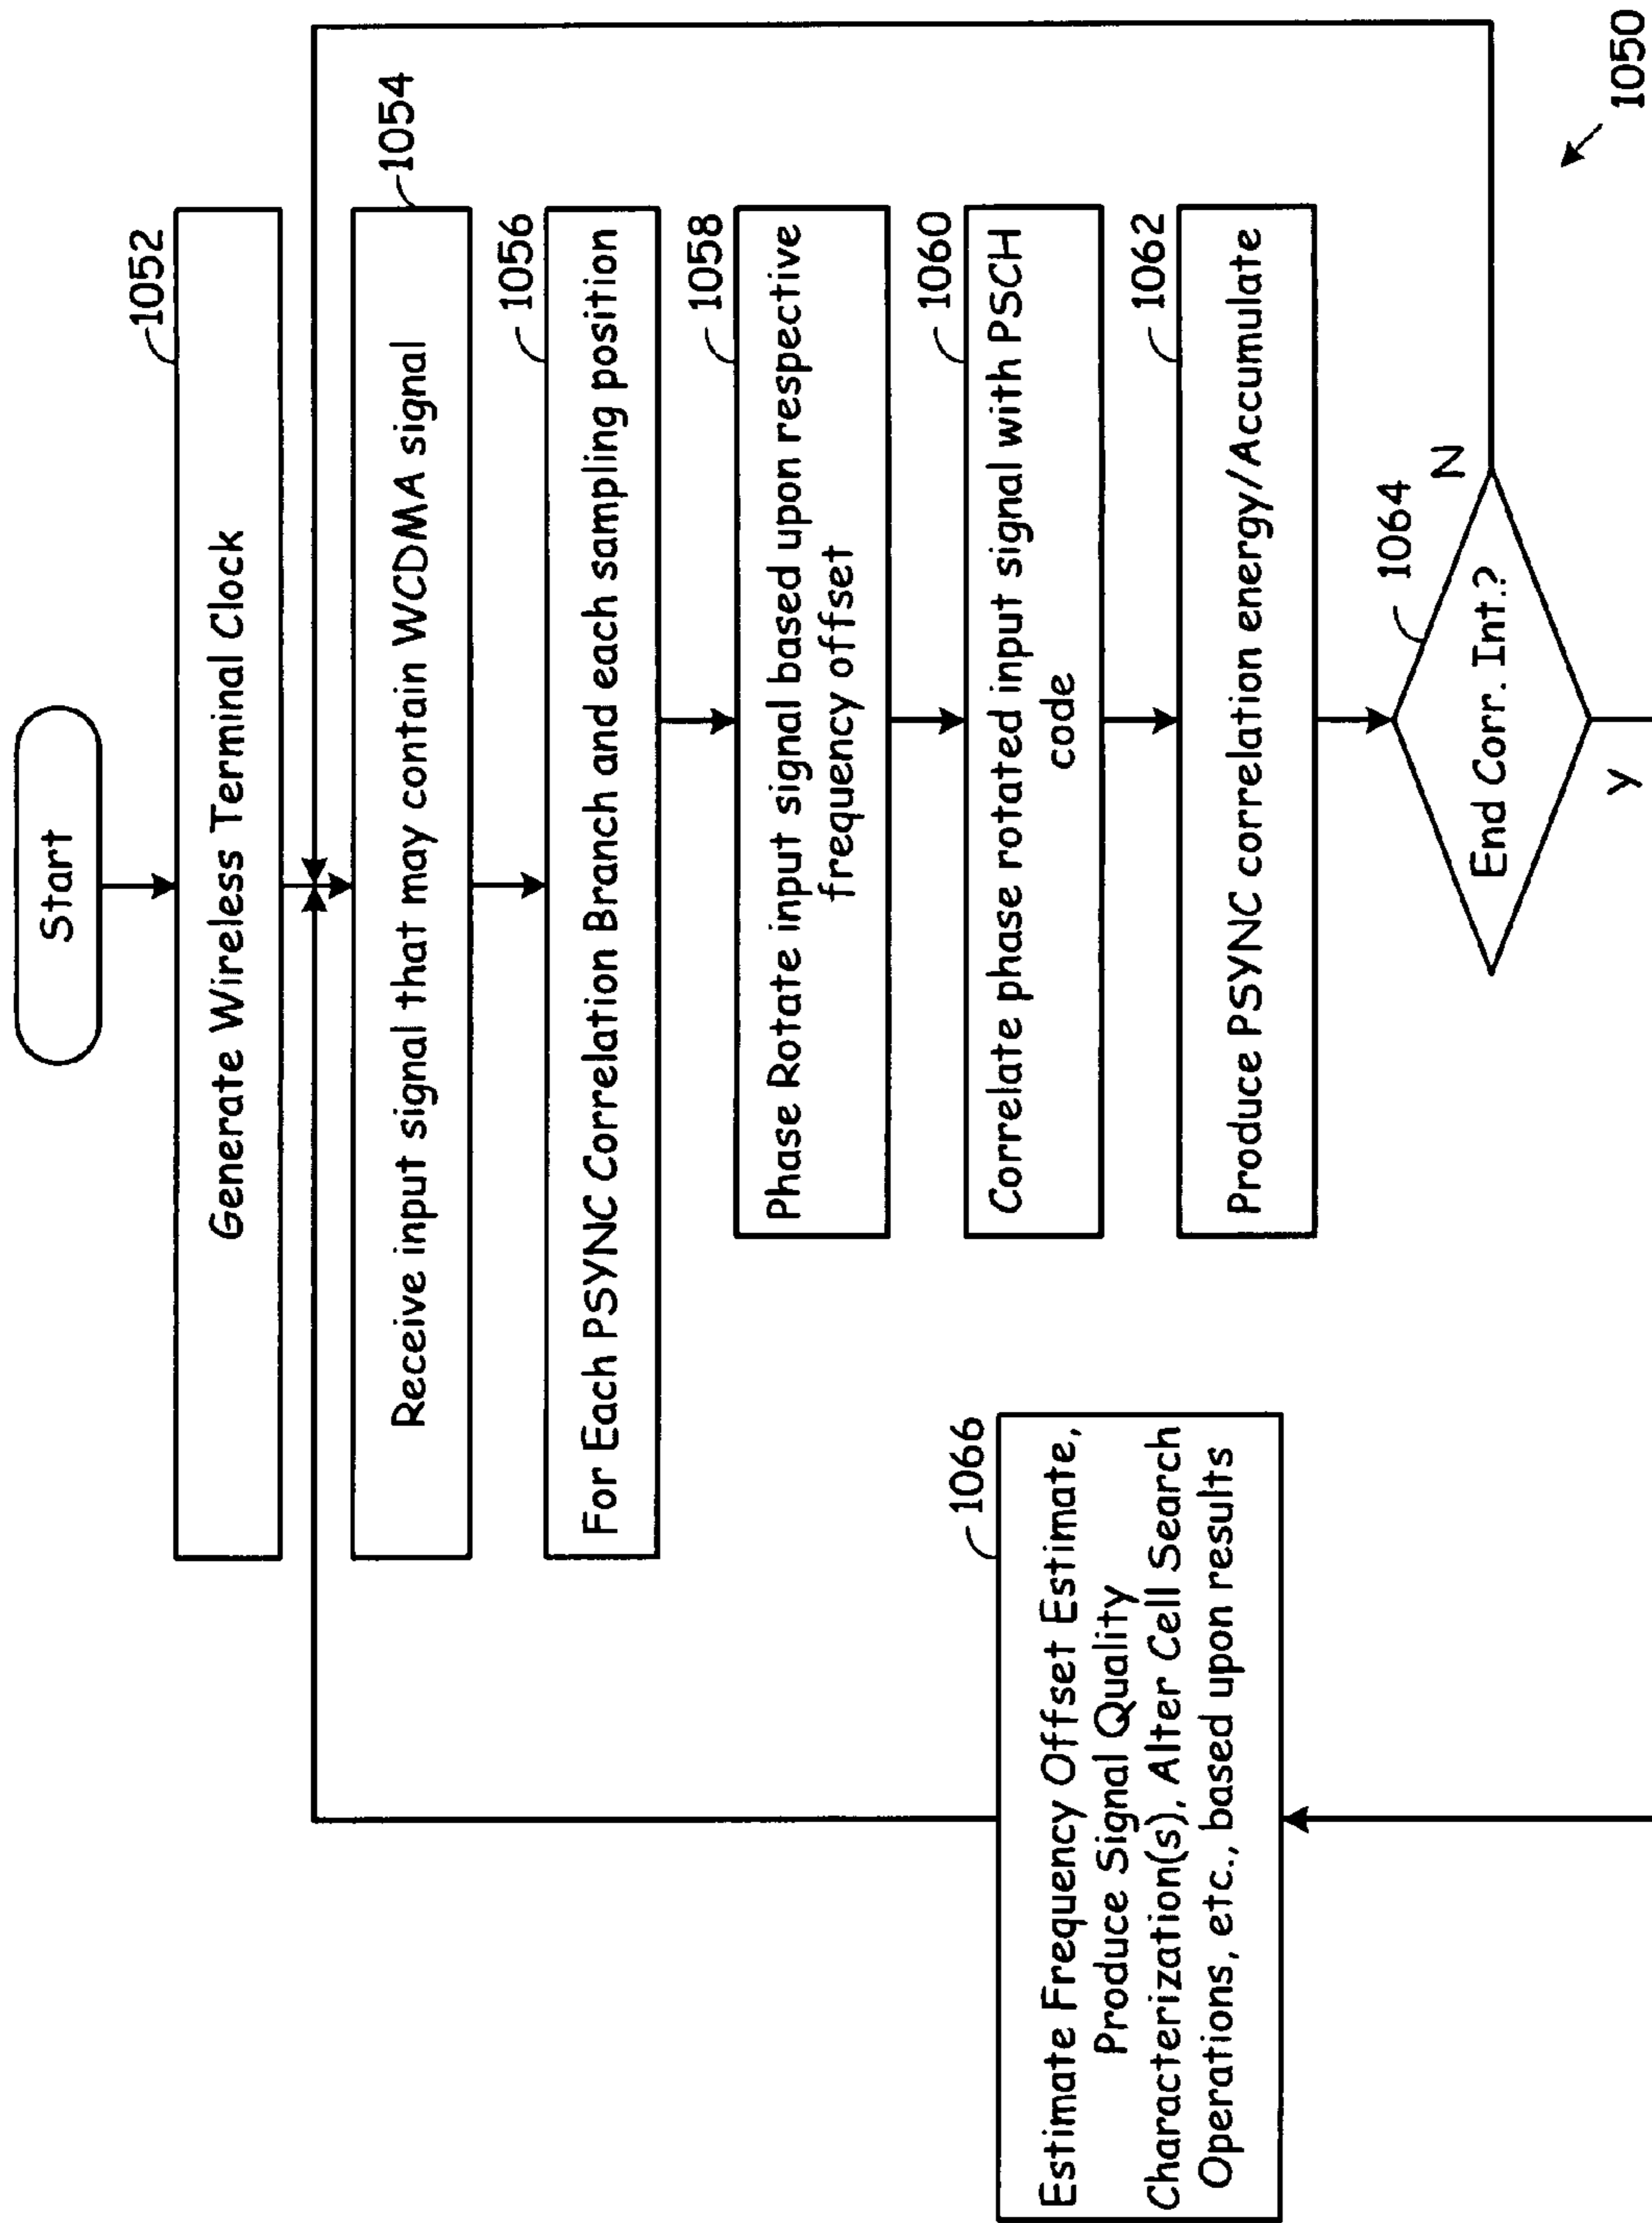 Start
1052
Generate Wireless Terminal Clock
1054
Receive input signal that may contain WCDMA signal
1056
For Each PSYNC Correlation Branch and each sampling position
1058
Phase Rotate input signal based upon respective
frequency offset
1060
Correlate phase rotated input signal with PSCH
code
1062
Produce PSYNC correlation energy/Accumulate
1064
End Corr. Int.?
N
Y
1066
Estimate Frequency Offset Estimate,
Produce Signal Quality
Characterization(s), Alter Cell Search
Operations, etc., based upon results
1050